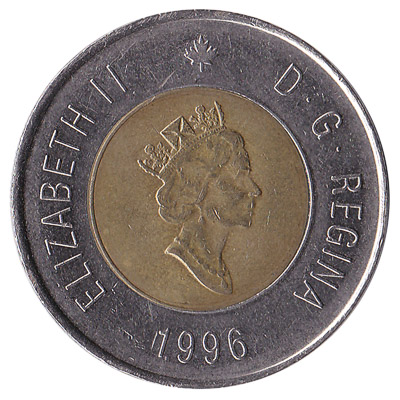 ELIZABETH II D·G·REGINA
1996